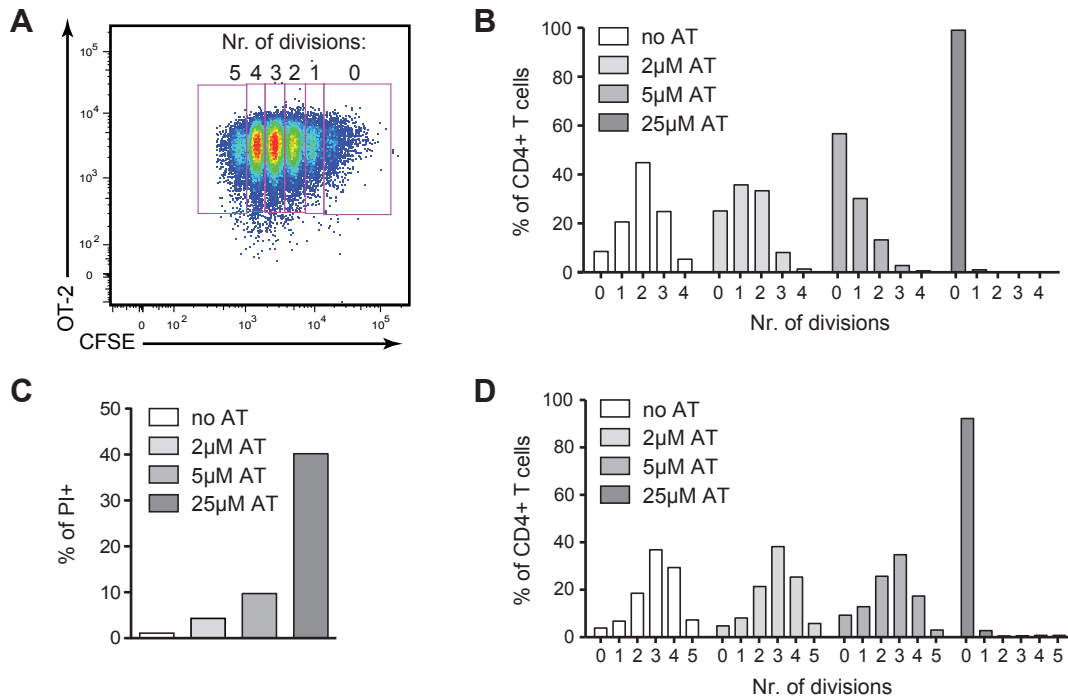 A
Nr. of divisions:
5 4 3 2 1 0
10^5
10^4
10^3
10^2
0
OT-2
0 10^2 10^3 10^4 10^5
CFSE
B
100
80
60
40
20
0
% of CD4+ T cells
no AT
2µM AT
5µM AT
25µM AT
0 1 2 3 4 0 1 2 3 4 0 1 2 3 4 0 1 2 3 4
Nr. of divisions
C
50
40
30
20
10
0
% of PI+
no AT
2µM AT
5µM AT
25µM AT
D
100
80
60
40
20
0
% of CD4+ T cells
no AT
2µM AT
5µM AT
25µM AT
0 1 2 3 4 5 0 1 2 3 4 5 0 1 2 3 4 5 0 1 2 3 4 5
Nr. of divisions